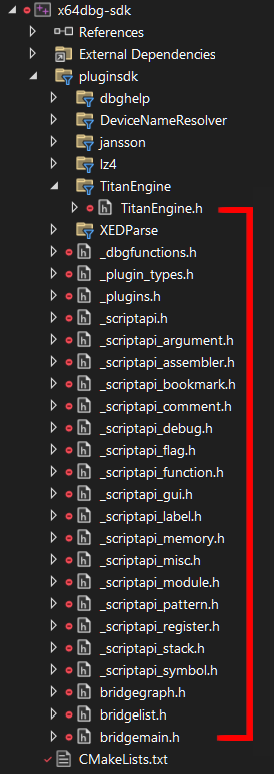 x64dbg-sdk
References
External Dependencies
pluginsdk
dbghelp
DeviceNameResolver
jansson
lz4
TitanEngine
TitanEngine.h
XEDParse
_dbgfunctions.h
_plugin_types.h
_plugins.h
_scriptapi.h
_scriptapi_argument.h
_scriptapi_assembler.h
_scriptapi_bookmark.h
_scriptapi_comment.h
_scriptapi_debug.h
_scriptapi_flag.h
_scriptapi_function.h
_scriptapi_gui.h
_scriptapi_label.h
_scriptapi_memory.h
_scriptapi_misc.h
_scriptapi_module.h
_scriptapi_pattern.h
_scriptapi_register.h
_scriptapi_stack.h
_scriptapi_symbol.h
bridgegraph.h
bridgelist.h
bridgemain.h
CMakeLists.txt